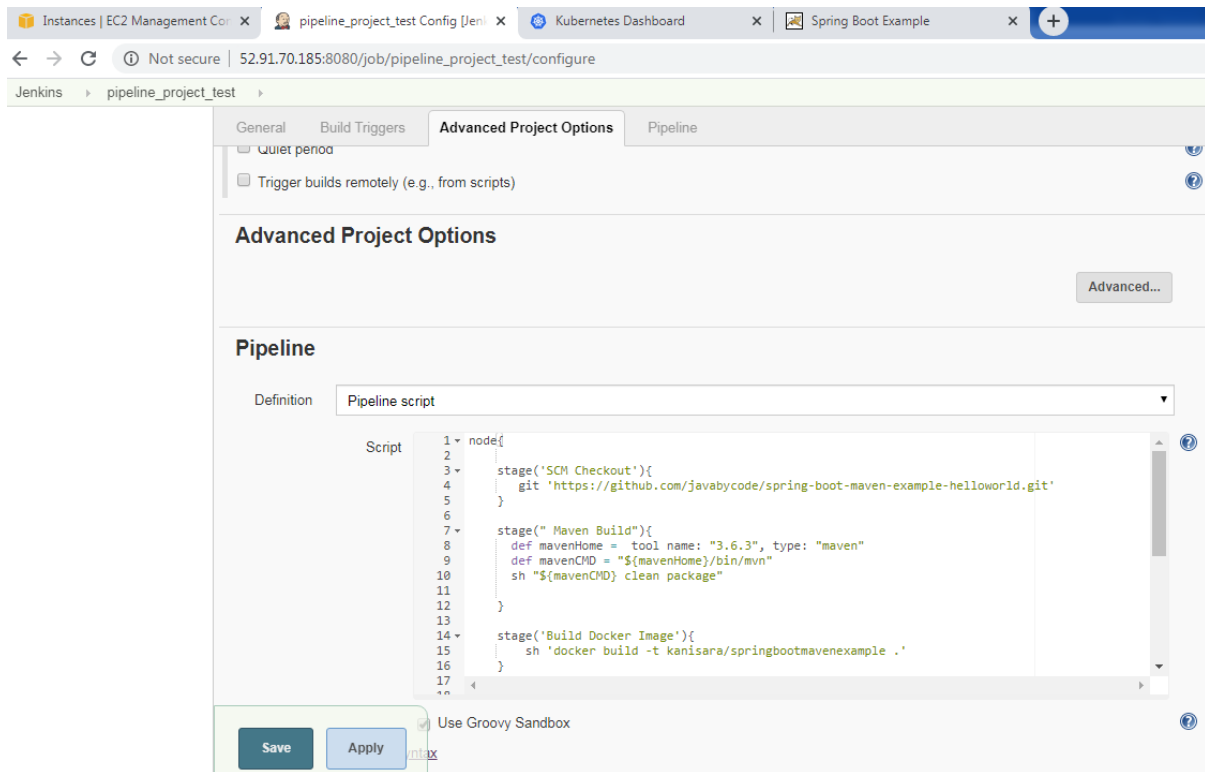 Instances | EC2 Management Con
pipeline_project_test Config [Jen
Kubernetes Dashboard
Spring Boot Example
Not secure | 52.91.70.185:8080/job/pipeline_project_test/configure
Jenkins pipeline_project_test
General Build Triggers Advanced Project Options Pipeline
Quiet period
Trigger builds remotely (e.g., from scripts)
Advanced Project Options
Advanced...
Pipeline
Definition Pipeline script
Script
1 node{
2
3 stage('SCM Checkout'){
4 git 'https://github.com/javabycode/spring-boot-maven-example-helloworld.git'
5 }
6
7 stage(" Maven Build"){
8 def mavenHome = tool name: "3.6.3", type: "maven"
9 def mavenCMD = "${mavenHome}/bin/mvn"
10 sh "${mavenCMD} clean package"
11
12 }
13
14 stage('Build Docker Image'){
15 sh 'docker build -t kanisara/springbootmavenexample .'
16 }
17
18
Use Groovy Sandbox
Save Apply ntax